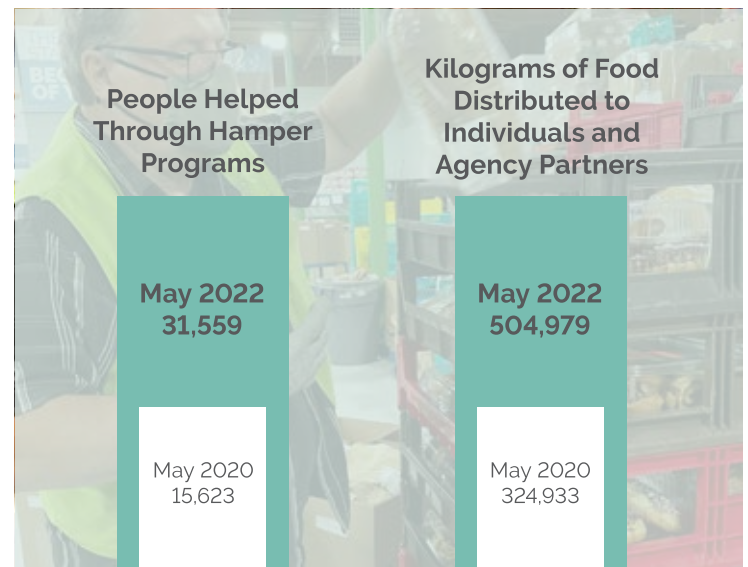 People Helped
Through Hamper
Programs
May 2022
31,559
May 2020
15,623
Kilograms of Food
Distributed to
Individuals and
Agency Partners
May 2022
504,979
May 2020
324,933